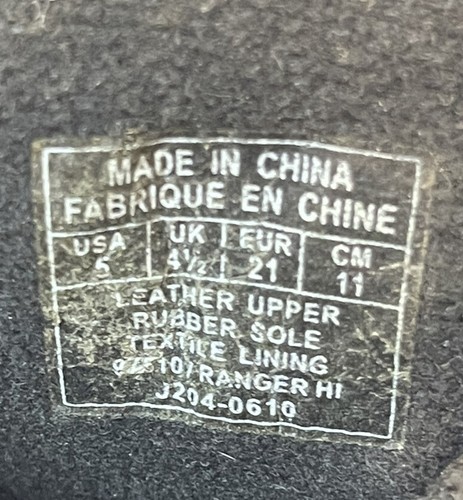 MADE IN CHINA
FABRIQUE EN CHINE
USA UK EUR CM
5 4½ 21 11
LEATHER UPPER
RUBBER SOLE
TEXTILE LINING
RANGER HI
J204-0610